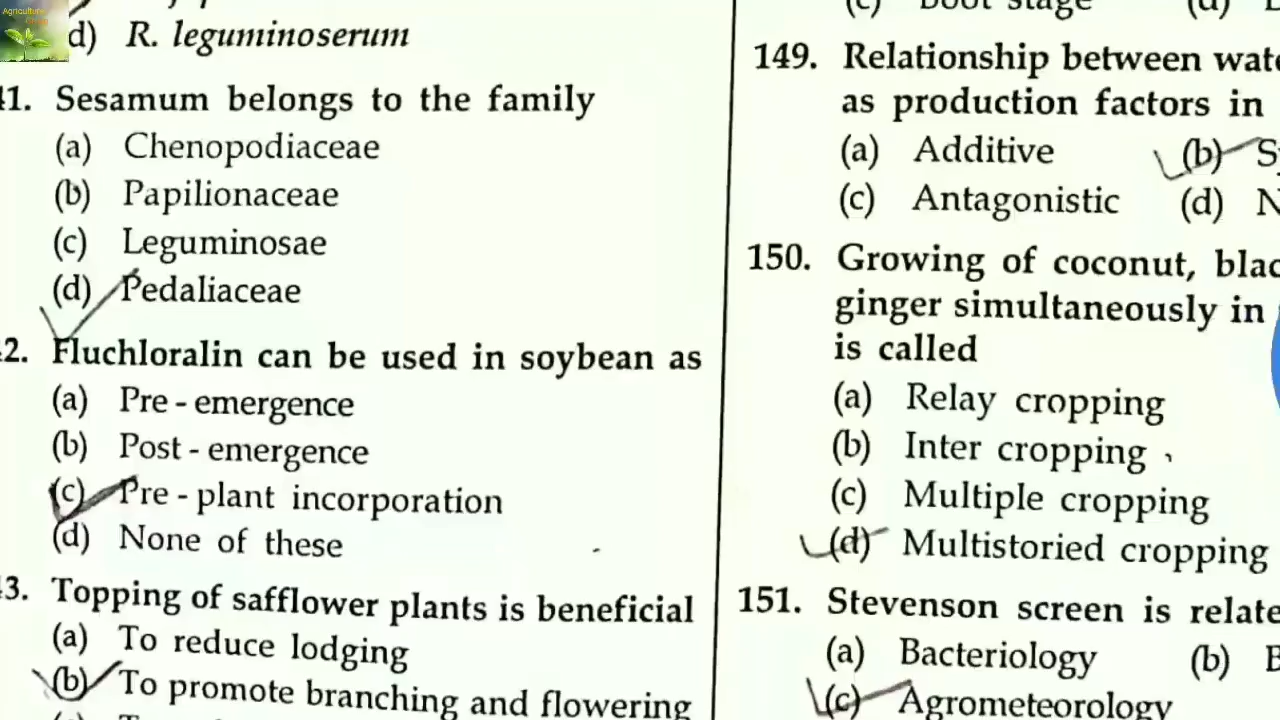 Agriculture
d) R. leguminoserum
41. Sesamum belongs to the family
(a) Chenopodiaceae
(b) Papilionaceae
(c) Leguminosae
(d) Pedaliaceae
2. Fluchloralin can be used in soybean as
(a) Pre - emergence
(b) Post - emergence
(c) Pre - plant incorporation
(d) None of these
3. Topping of safflower plants is beneficial
(a) To reduce lodging
(b) To promote branching and flowering
(c) Boot stage (d)
149. Relationship between
as production factors in
(a) Additive (b)
(c) Antagonistic (d) N
150. Growing of coconut,
ginger simultaneously in
is called
(a) Relay cropping
(b) Inter cropping
(c) Multiple cropping
(d) Multistoried cropping
151. Stevenson screen is
(a) Bacteriology (b)
(c) Agrometeorology